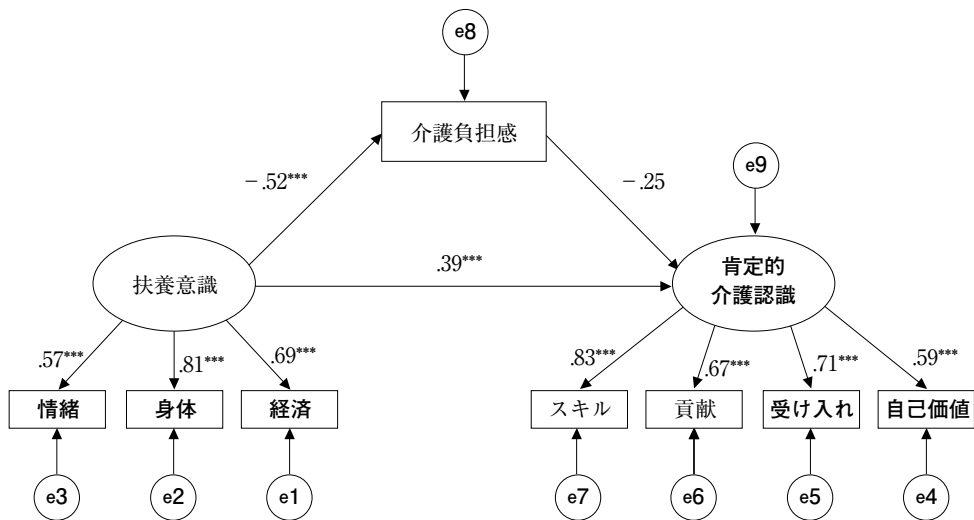 e8
介護負担感
e9
－.52***
－.25
扶養意識
.39***
肯定的
介護認識
.57***
.81***
.69***
.83***
.67***
.71***
.59***
情緒
身体
経済
スキル
貢献
受け入れ
自己価値
e3
e2
e1
e7
e6
e5
e4